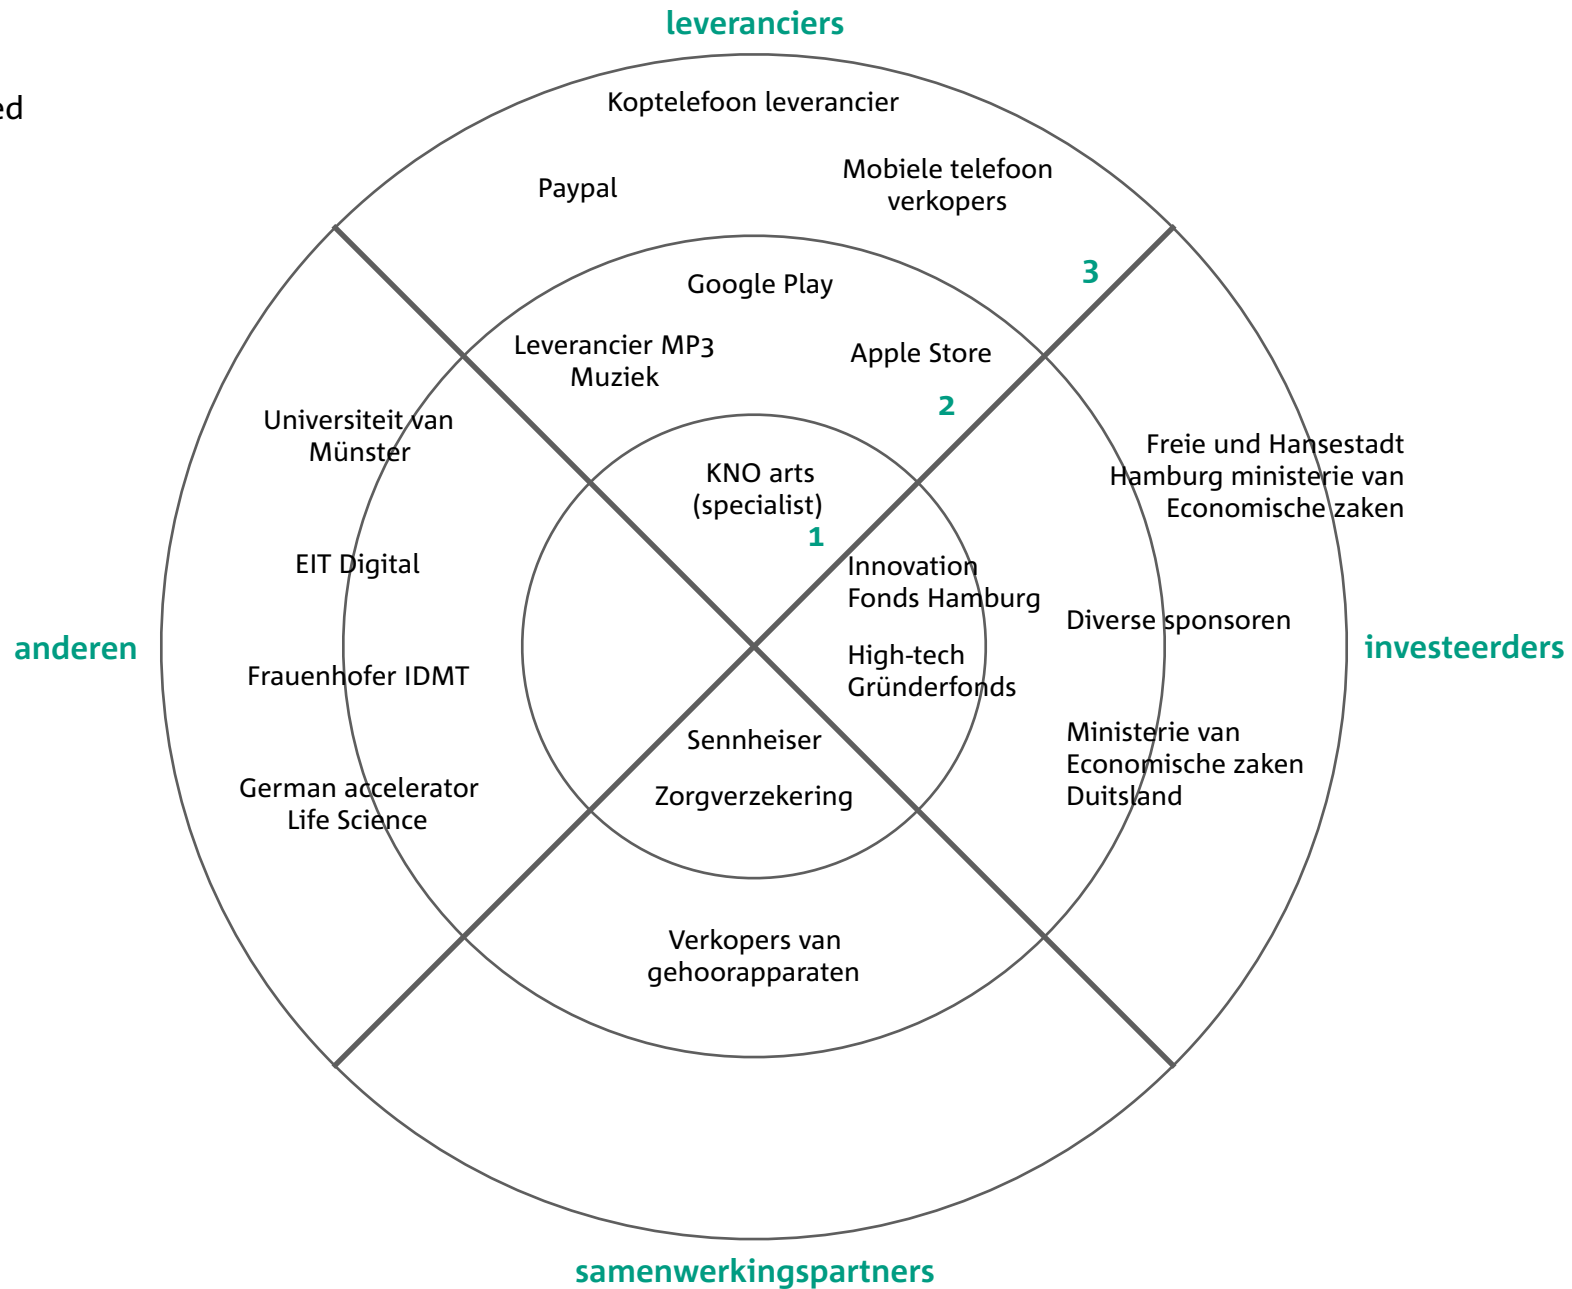 leveranciers
ed
Koptelefoon leverancier
Paypal
Mobiele telefoon
verkopers
3
Google Play
Leverancier MP3
Muziek
Apple Store
2
Universiteit van
Münster
KNO arts
(specialist)
1
Freie und Hansestadt
Hamburg ministerie van
Economische zaken
EIT Digital
Innovation
Fonds Hamburg
Diverse sponsoren
anderen
investeerders
Frauenhofer IDMT
High-tech
Gründerfonds
Sennheiser
Zorgverzekering
Ministerie van
Economische zaken
Duitsland
German accelerator
Life Science
Verkopers van
gehoorapparaten
samenwerkingspartners